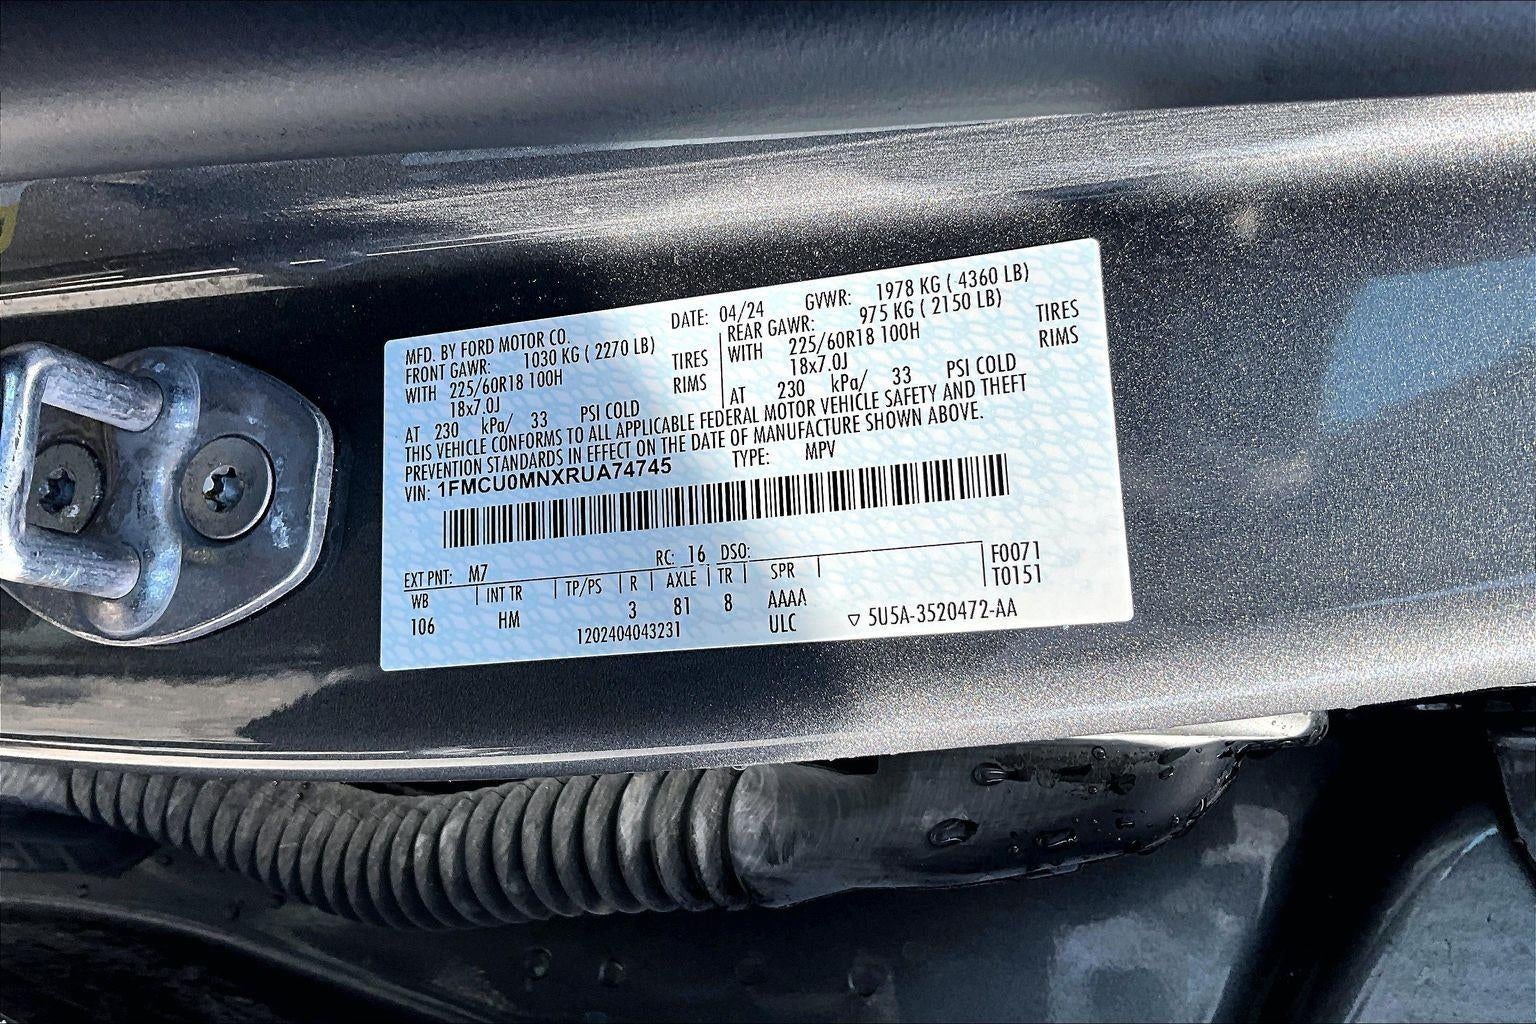 MFD. BY FORD MOTOR CO.
DATE: 04/24 GVWR: 1978 KG ( 4360 LB)
FRONT GAWR: 1030 KG ( 2270 LB)
WITH 225/60R18 100H TIRES
18x7.0J RIMS
AT 230 kPa/ 33 PSI COLD
REAR GAWR: 975 KG ( 2150 LB)
WITH 225/60R18 100H TIRES
18x7.0J RIMS
AT 230 kPa/ 33 PSI COLD
THIS VEHICLE CONFORMS TO ALL APPLICABLE FEDERAL MOTOR VEHICLE SAFETY AND THEFT
PREVENTION STANDARDS IN EFFECT ON THE DATE OF MANUFACTURE SHOWN ABOVE.
VIN: 1FMCU0MNXRUA74745 TYPE: MPV
EXT PNT: M7 RC: 16 DSO:
WB INT TR TP/PS R AXLE TR SPR
106 HM 3 81 8 AAAA
F0071
T0151
1202404043231 ULC ▽ 5U5A-3520472-AA